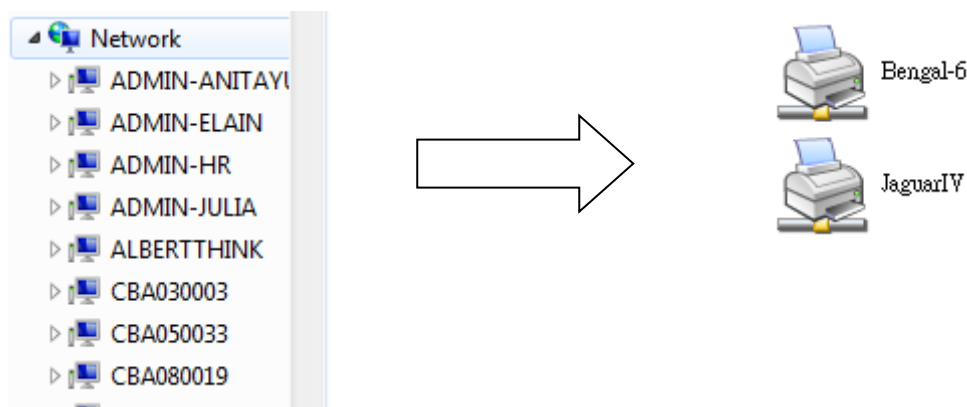 Network
ADMIN-ANITAYU
ADMIN-ELAIN
ADMIN-HR
ADMIN-JULIA
ALBERTTHINK
CBA030003
CBA050033
CBA080019
Bengal-6
JaguarIV